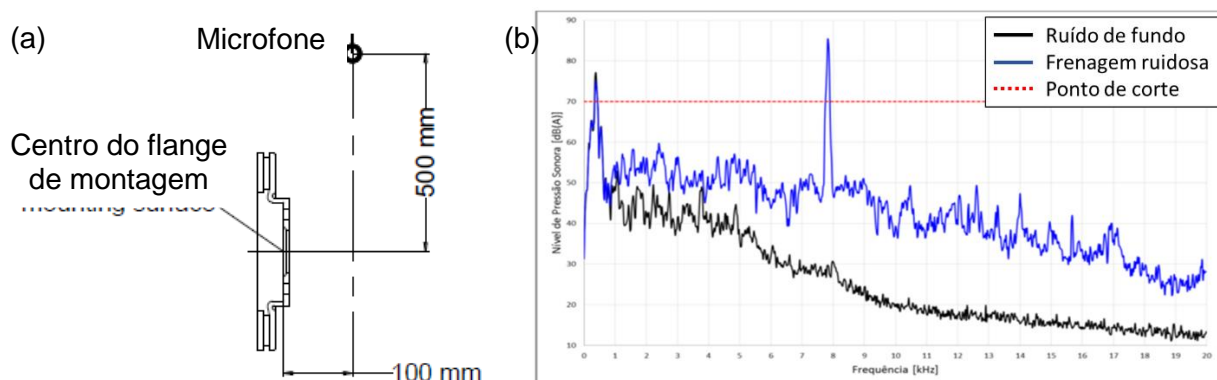 (a)
Microfone
Centro do flange
de montagem
500 mm
100 mm
(b)
Ruído de fundo
Frenagem ruidosa
Ponto de corte
Nível de Pressão Sonora [dB(A)]
90
80
70
60
50
40
30
20
10
0 1 2 3 4 5 6 7 8 9 10 11 12 13 14 15 16 17 18 19 20
Frequência [kHz]